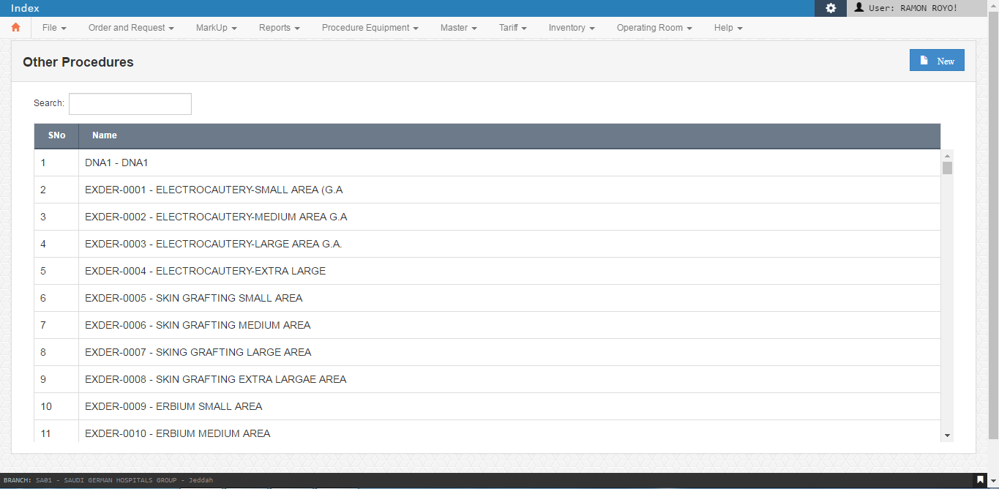 Index
User: RAMON ROYO!
File Order and Request MarkUp Reports Procedure Equipment Master Tariff Inventory Operating Room Help
Other Procedures
New
Search:
SNo Name
1 DNA1 - DNA1
2 EXDER-0001 - ELECTROCAUTERY-SMALL AREA (G.A
3 EXDER-0002 - ELECTROCAUTERY-MEDIUM AREA G.A
4 EXDER-0003 - ELECTROCAUTERY-LARGE AREA G.A.
5 EXDER-0004 - ELECTROCAUTERY-EXTRA LARGE
6 EXDER-0005 - SKIN GRAFTING SMALL AREA
7 EXDER-0006 - SKIN GRAFTING MEDIUM AREA
8 EXDER-0007 - SKING GRAFTING LARGE AREA
9 EXDER-0008 - SKIN GRAFTING EXTRA LARGAE AREA
10 EXDER-0009 - ERBIUM SMALL AREA
11 EXDER-0010 - ERBIUM MEDIUM AREA
BRANCH: SA01 - SAUDI GERMAN HOSPITALS GROUP - Jeddah